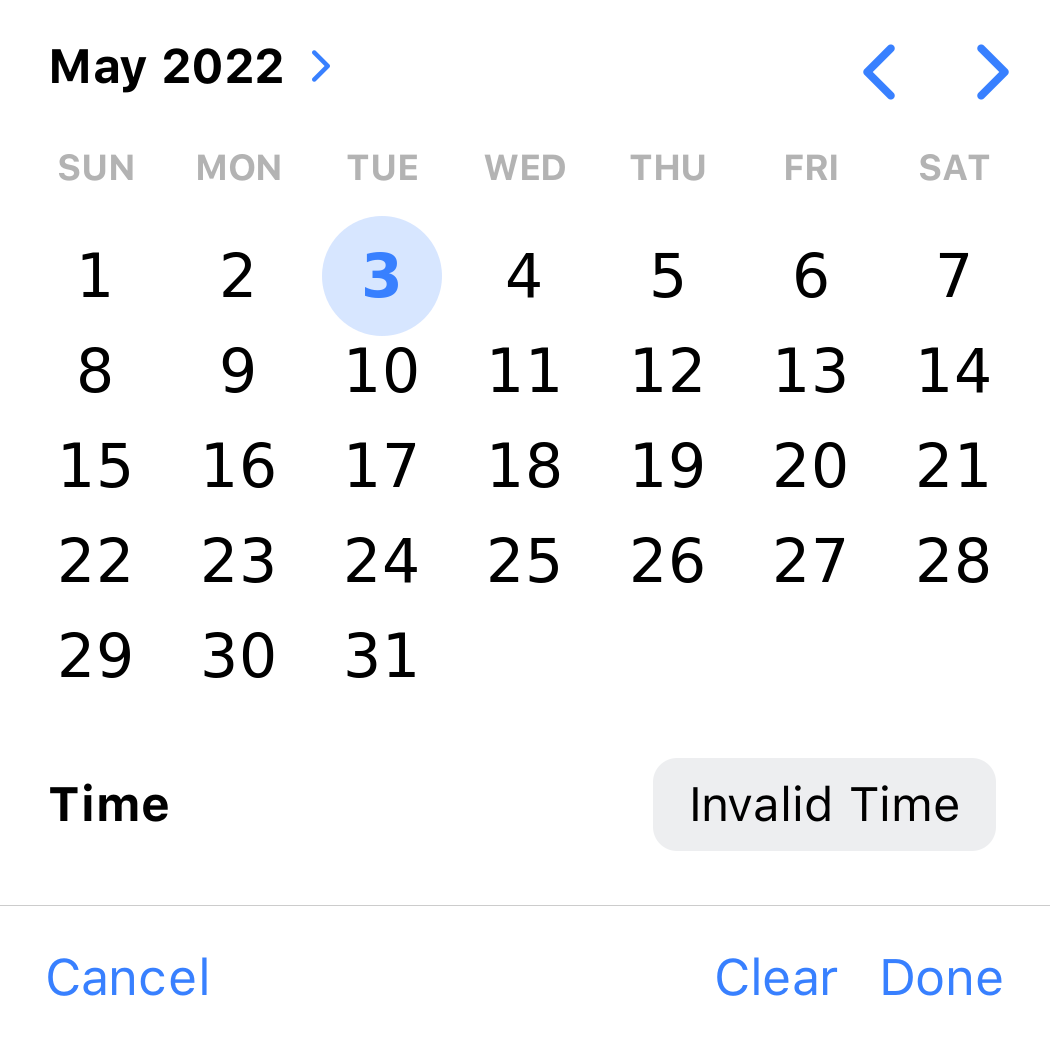 May 2022
SUN MON TUE WED THU FRI SAT
1 2 3 4 5 6 7
8 9 10 11 12 13 14
15 16 17 18 19 20 21
22 23 24 25 26 27 28
29 30 31
Time Invalid Time
Cancel Clear Done